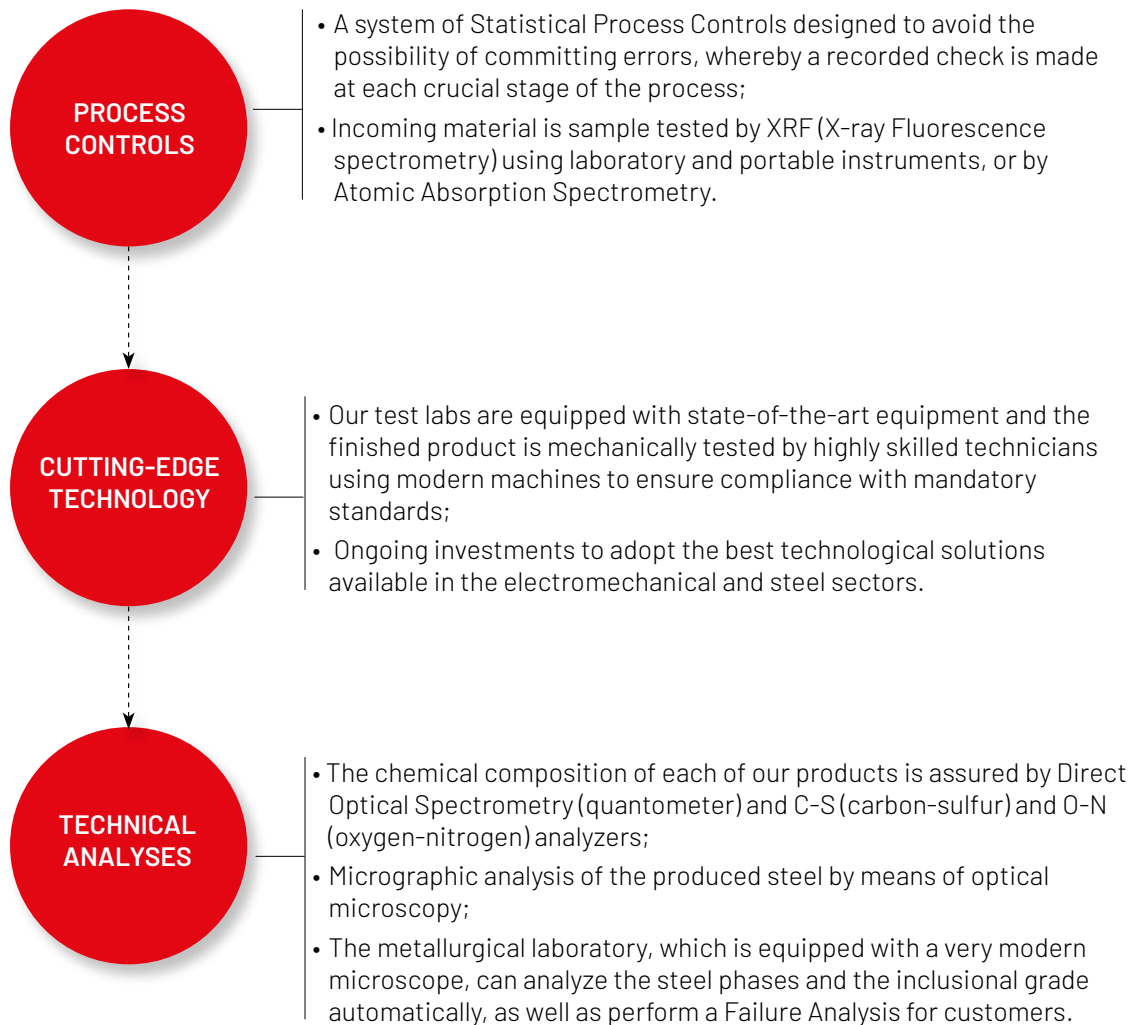 PROCESS
CONTROLS
• A system of Statistical Process Controls designed to avoid the
possibility of committing errors, whereby a recorded check is made
at each crucial stage of the process;
• Incoming material is sample tested by XRF (X-ray Fluorescence
spectrometry) using laboratory and portable instruments, or by
Atomic Absorption Spectrometry.
CUTTING-EDGE
TECHNOLOGY
• Our test labs are equipped with state-of-the-art equipment and the
finished product is mechanically tested by highly skilled technicians
using modern machines to ensure compliance with mandatory
standards;
• Ongoing investments to adopt the best technological solutions
available in the electromechanical and steel sectors.
TECHNICAL
ANALYSES
• The chemical composition of each of our products is assured by Direct
Optical Spectrometry (quantometer) and C-S (carbon-sulfur) and O-N
(oxygen-nitrogen) analyzers;
• Micrographic analysis of the produced steel by means of optical
microscopy;
• The metallurgical laboratory, which is equipped with a very modern
microscope, can analyze the steel phases and the inclusional grade
automatically, as well as perform a Failure Analysis for customers.